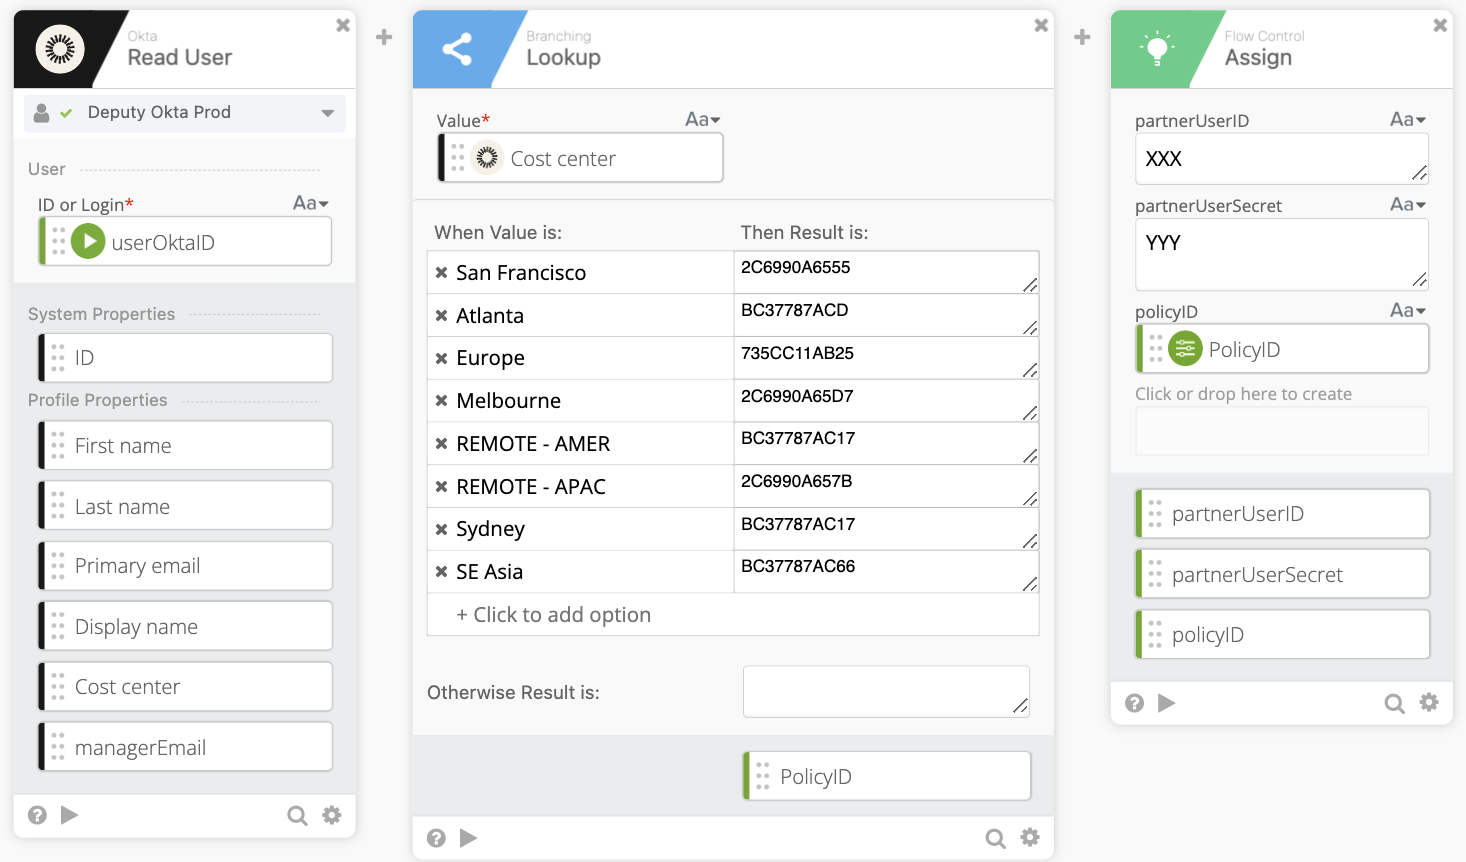 Okta
Read User
Deputy Okta Prod
User
ID or Login*
Aa
userOktaID
System Properties
ID
Profile Properties
First name
Last name
Primary email
Display name
Cost center
managerEmail
Branching
Lookup
Value*
Aa
Cost center
When Value is: Then Result is:
San Francisco 2C6990A6555
Atlanta BC37787ACD
Europe 735CC11AB25
Melbourne 2C6990A65D7
REMOTE - AMER BC37787AC17
REMOTE - APAC 2C6990A657B
Sydney BC37787AC17
SE Asia BC37787AC66
+ Click to add option
Otherwise Result is:
PolicyID
Flow Control
Assign
partnerUserID Aa
XXX
partnerUserSecret Aa
YYY
policyID Aa
PolicyID
Click or drop here to create
partnerUserID
partnerUserSecret
policyID